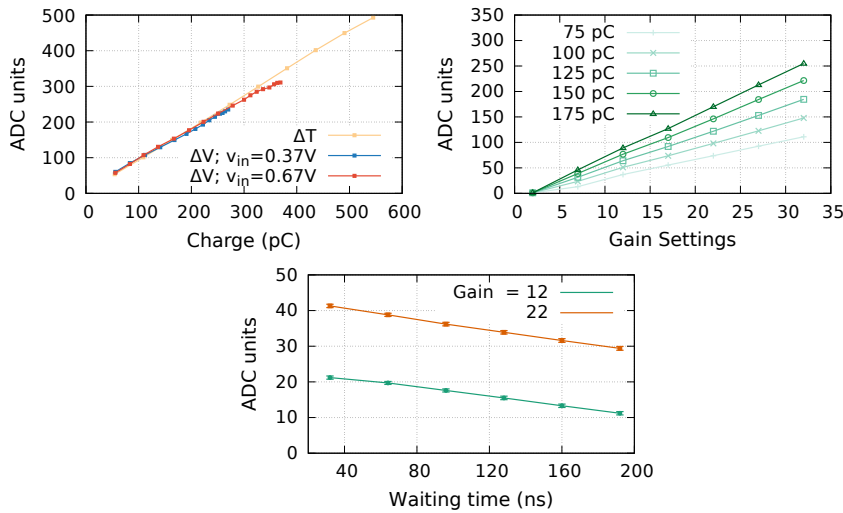 500
400
300
200
100
0
ADC units
ΔT
ΔV; v_in=0.37V
ΔV; v_in=0.67V
0 100 200 300 400 500 600
Charge (pC)
350
300
250
200
150
100
50
0
ADC units
75 pC
100 pC
125 pC
150 pC
175 pC
0 5 10 15 20 25 30 35
Gain Settings
50
40
30
20
10
0
ADC units
Gain = 12
22
40 80 120 160 200
Waiting time (ns)